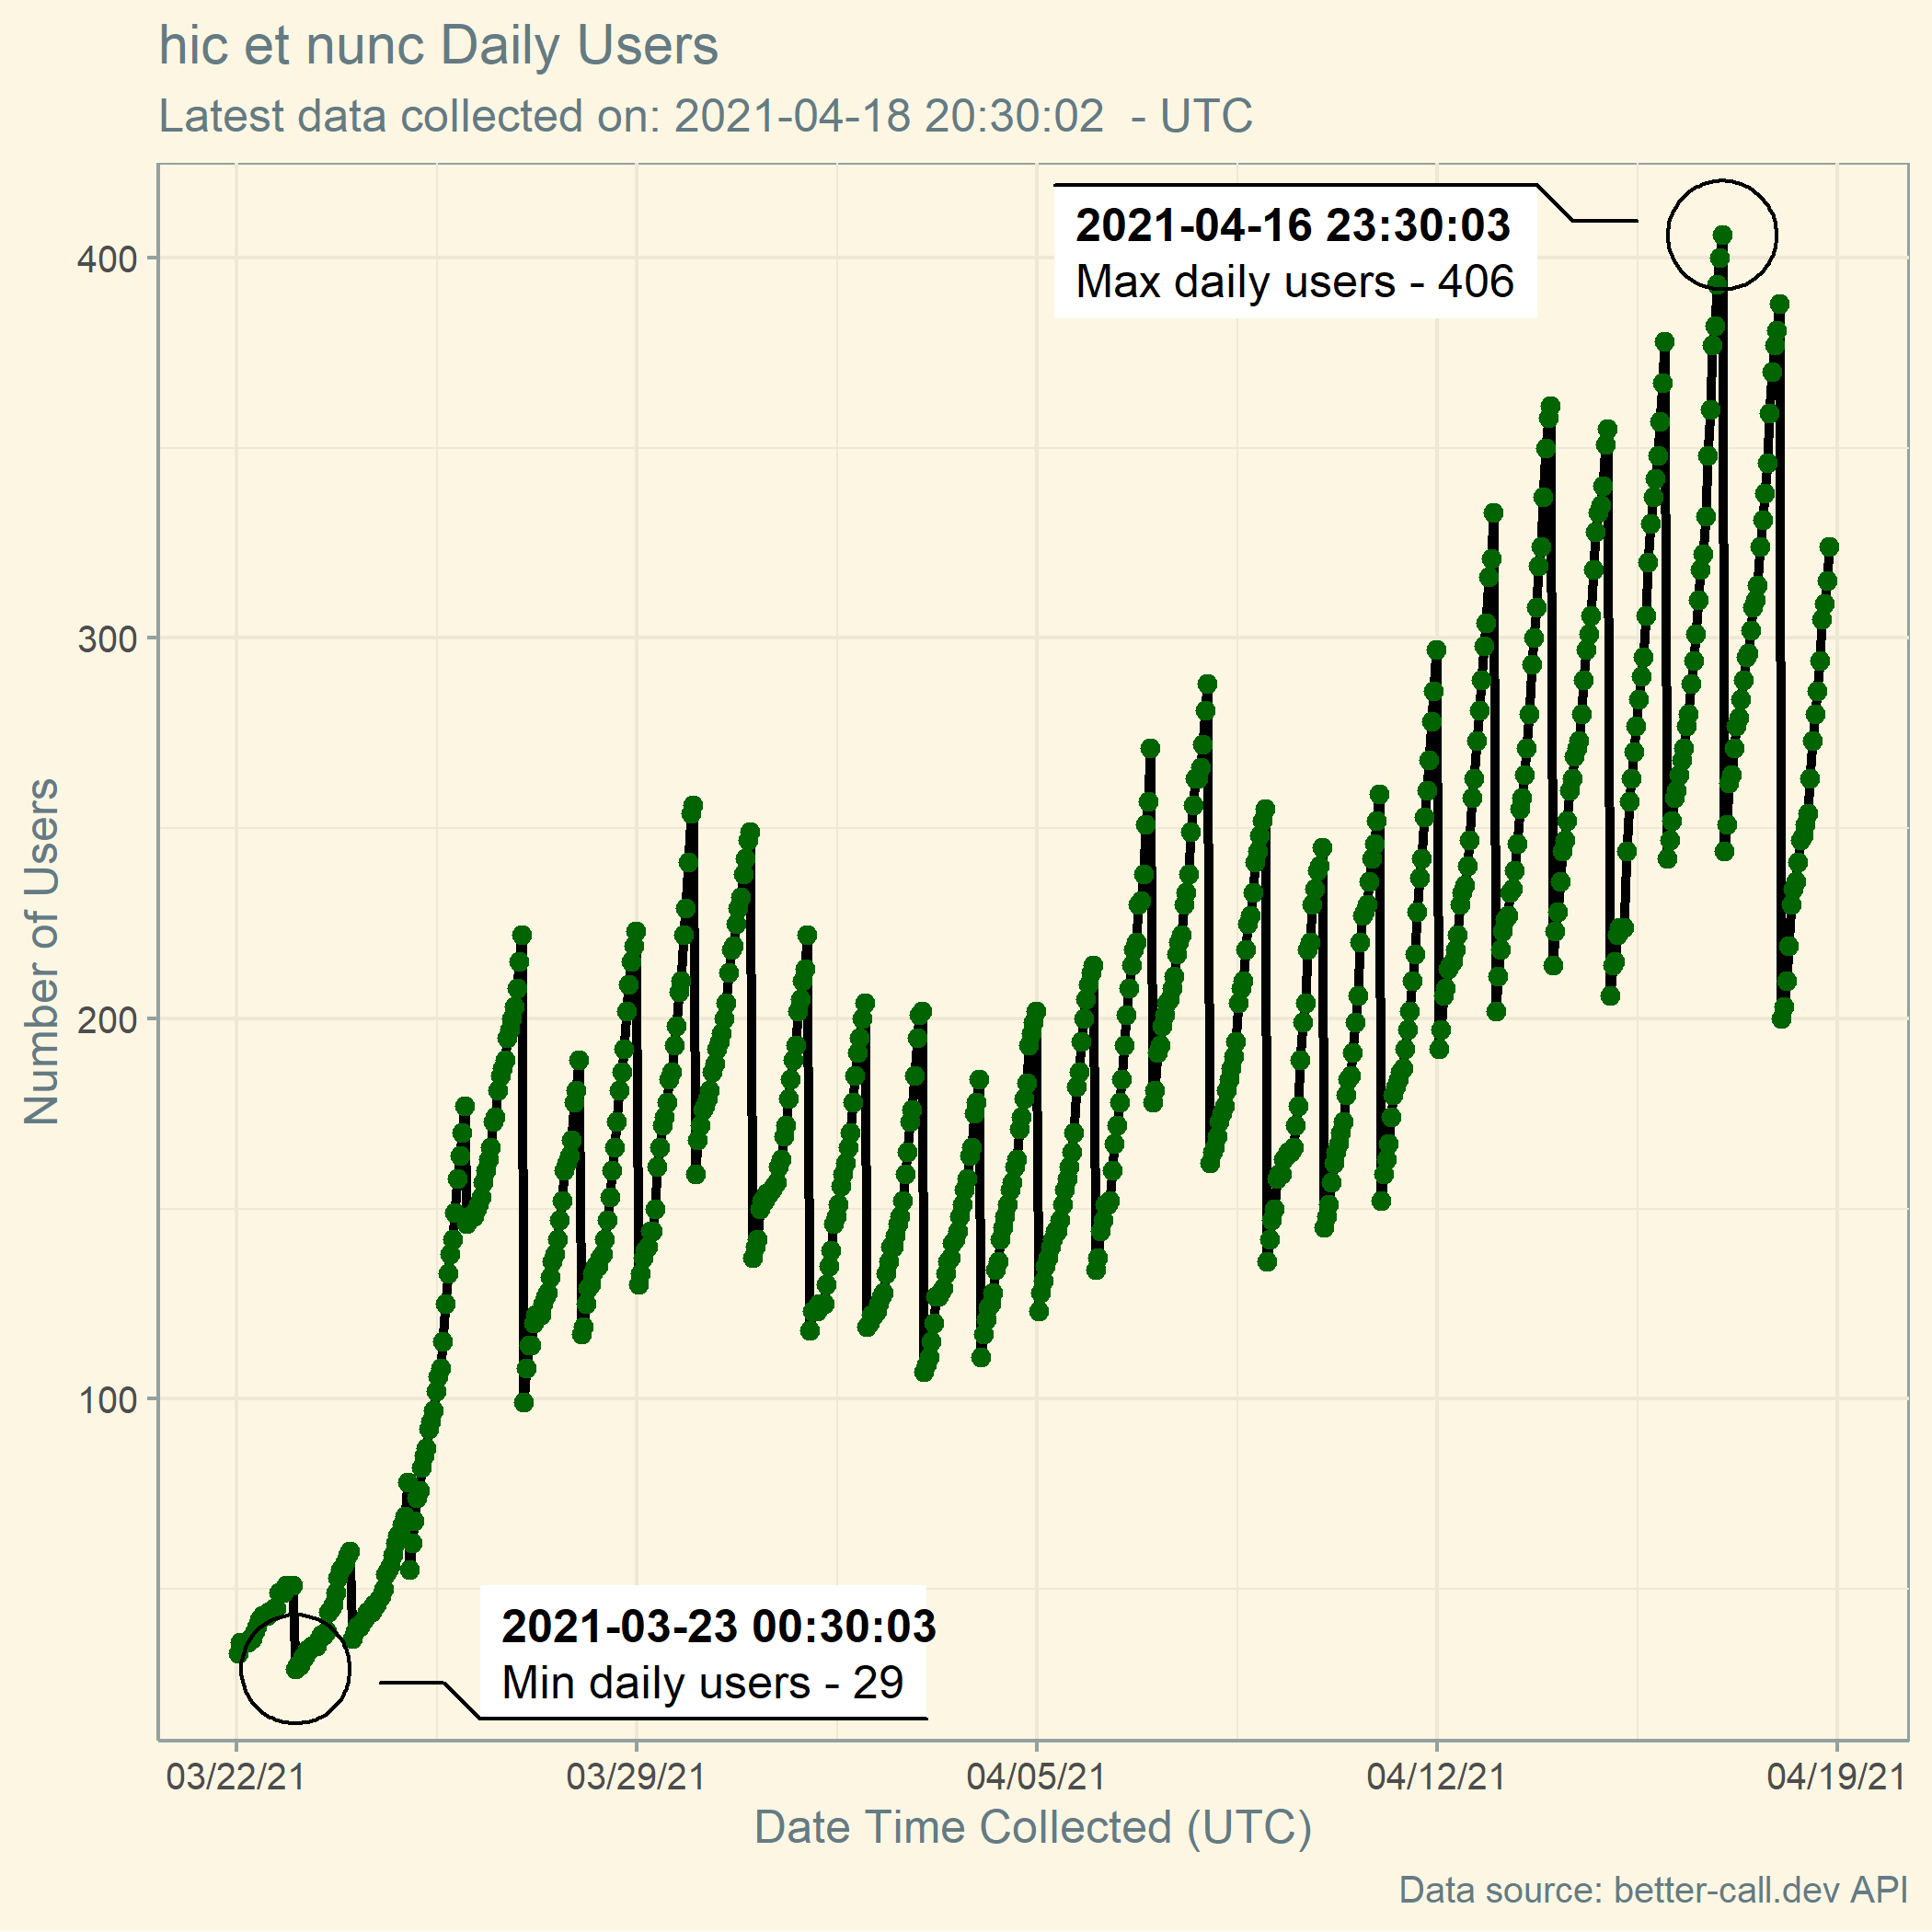 hic et nunc Daily Users
Latest data collected on: 2021-04-18 20:30:02  - UTC
2021-04-16 23:30:03
Max daily users - 406
400
300
200
100
Number of Users
2021-03-23 00:30:03
Min daily users - 29
03/22/21 03/29/21 04/05/21 04/12/21 04/19/21
Date Time Collected (UTC)
Data source: better-call.dev API